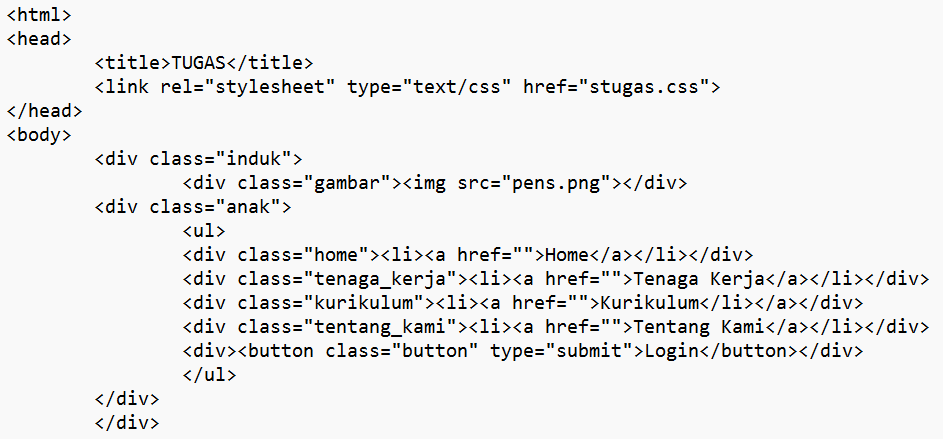 <html>
<head>
        <title>TUGAS</title>
        <link rel="stylesheet" type="text/css" href="stugas.css">
</head>
<body>
        <div class="induk">
                <div class="gambar"><img src="pens.png"></div>
        <div class="anak">
                <ul>
                <div class="home"><li><a href="">Home</a></li></div>
                <div class="tenaga_kerja"><li><a href="">Tenaga Kerja</a></li></div>
                <div class="kurikulum"><li><a href="">Kurikulum</li></a></div>
                <div class="tentang_kami"><li><a href="">Tentang Kami</a></li></div>
                <div><button class="button" type="submit">Login</button></div>
                </ul>
        </div>
        </div>